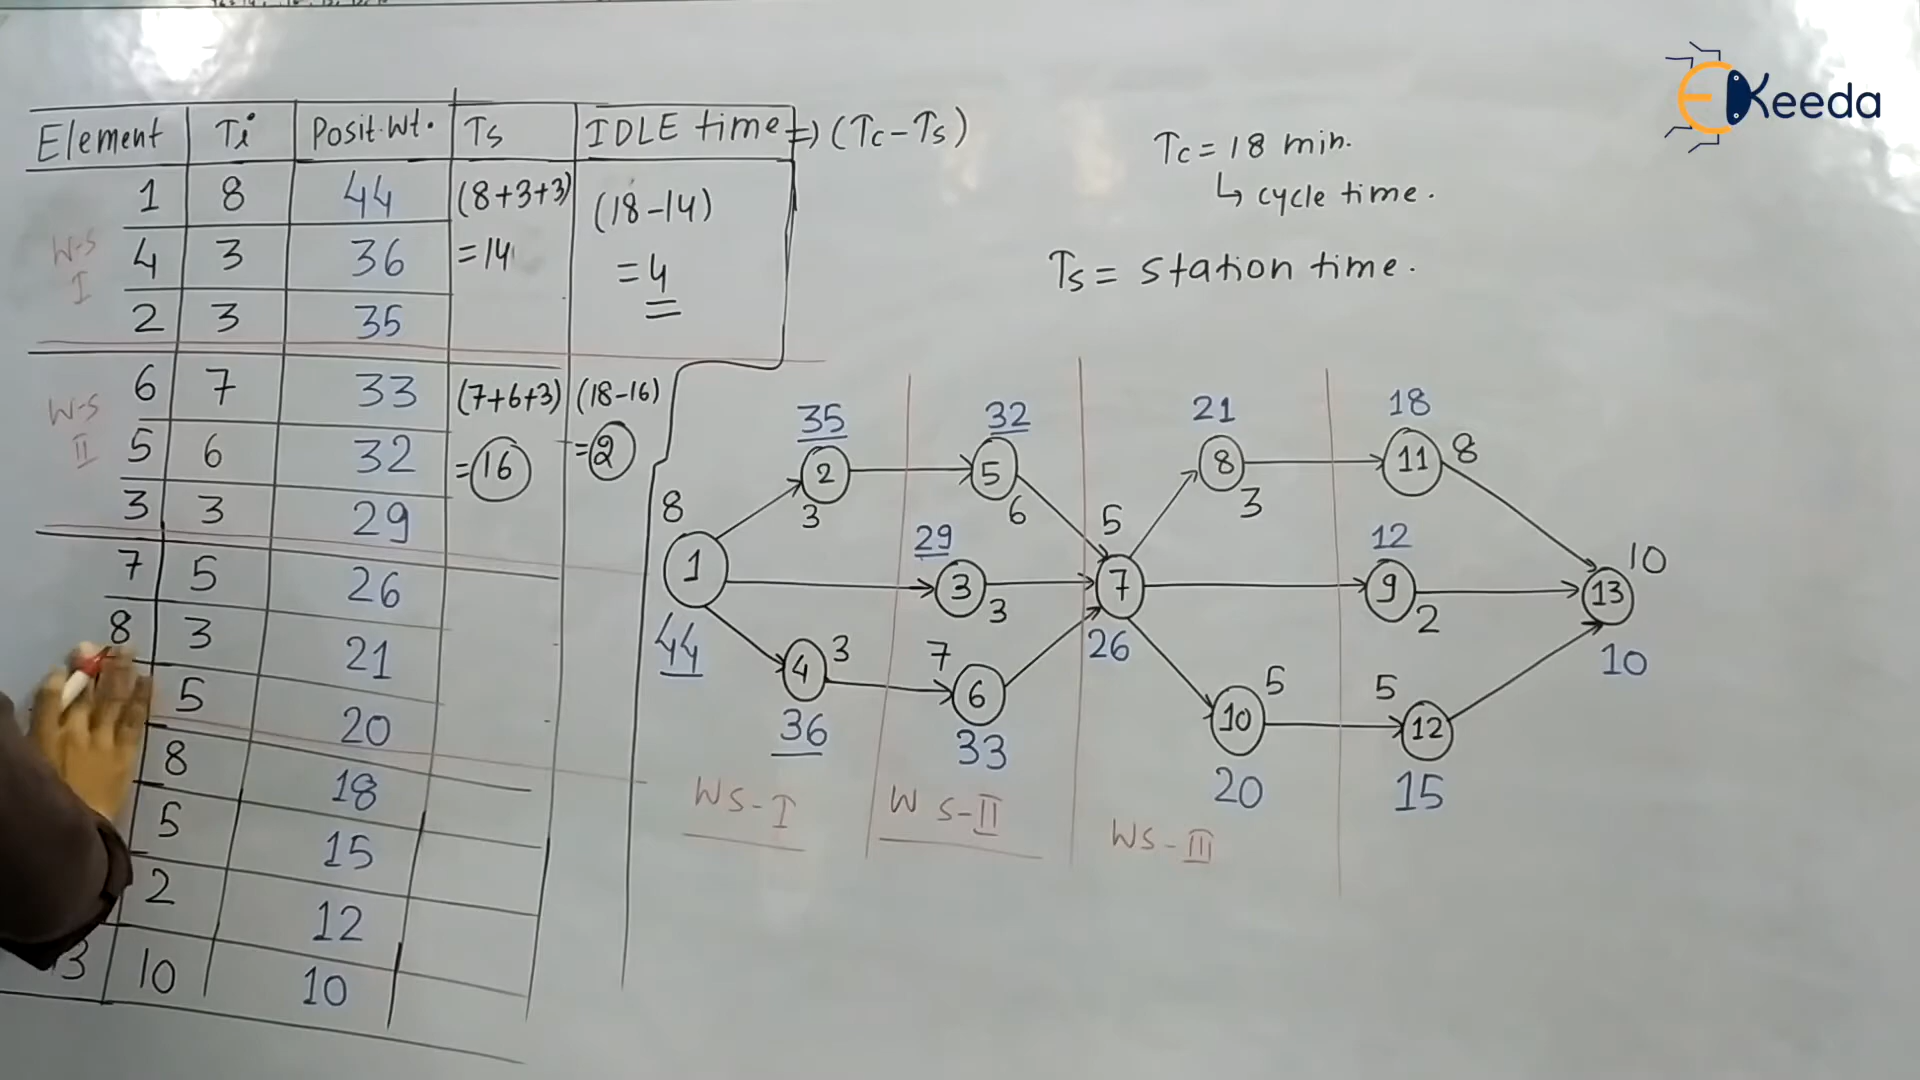 Keeda
Element Ti Posit.Wt. Ts IDLE time => (Tc-Ts)
1 8 44 (8+3+3) (18-14)
4 3 36 =14 =4
2 3 35
W-S I
6 7 33 (7+6+3) (18-16)
5 6 32 =16 =2
3 3 29
W-S II
7 5 26
8 3 21
5 20
8 18
5 15
2 12
3 10 10
Tc = 18 min.
↳ cycle time.
Ts = station time.
35 32 21 18
2 5 8 11 8
3 6 3
8 29 5 12 10
1 3 7 9 13
3 2
44 26 10
4 3 7 6 10 5 5 12
36 33 20 15
WS-I WS-II WS-III